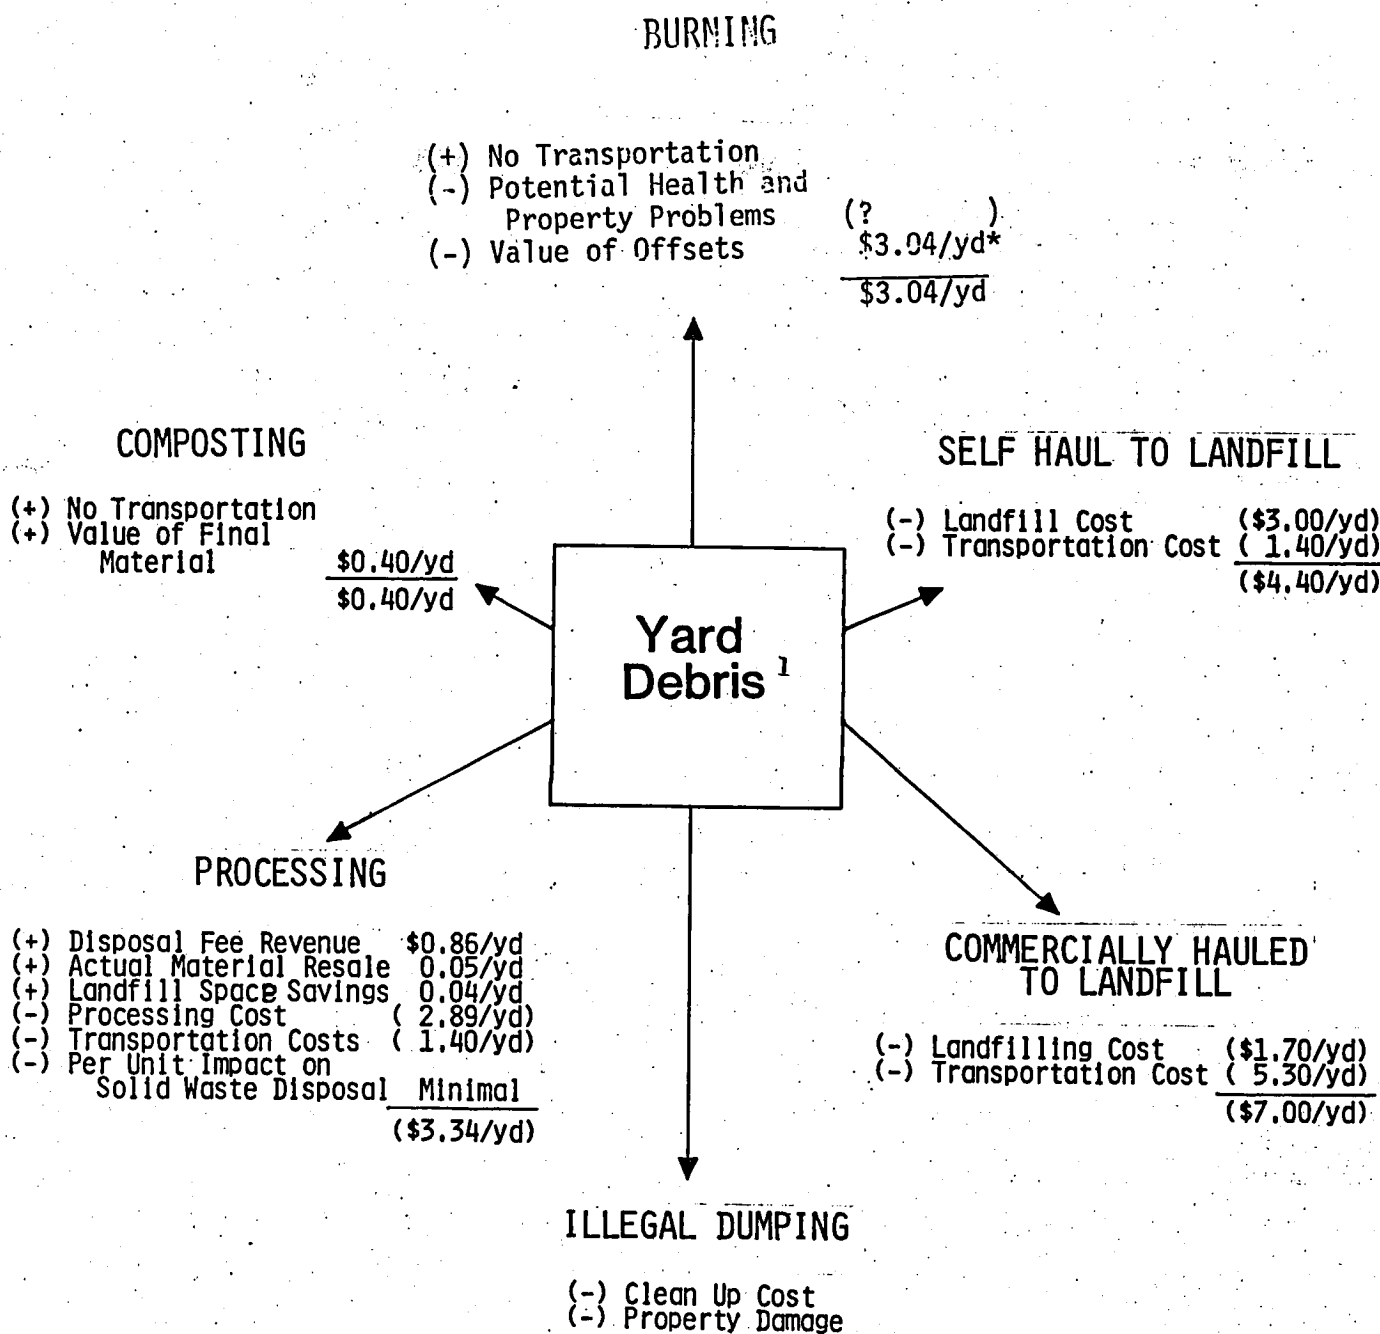 BURNING
(+) No Transportation
(-) Potential Health and
Property Problems (? )
(-) Value of Offsets $3.04/yd*
$3.04/yd
COMPOSTING
(+) No Transportation
(+) Value of Final
Material $0.40/yd
$0.40/yd
SELF HAUL TO LANDFILL
(-) Landfill Cost ($3.00/yd)
(-) Transportation Cost ( 1.40/yd)
($4.40/yd)
Yard
Debris 1
PROCESSING
(+) Disposal Fee Revenue $0.86/yd
(+) Actual Material Resale 0.05/yd
(+) Landfill Space Savings 0.04/yd
(-) Processing Cost ( 2.89/yd)
(-) Transportation Costs ( 1.40/yd)
(-) Per Unit Impact on
Solid Waste Disposal Minimal
($3.34/yd)
COMMERCIALLY HAULED
TO LANDFILL
(-) Landfilling Cost ($1.70/yd)
(-) Transportation Cost ( 5.30/yd)
($7.00/yd)
ILLEGAL DUMPING
(-) Clean Up Cost
(-) Property Damage